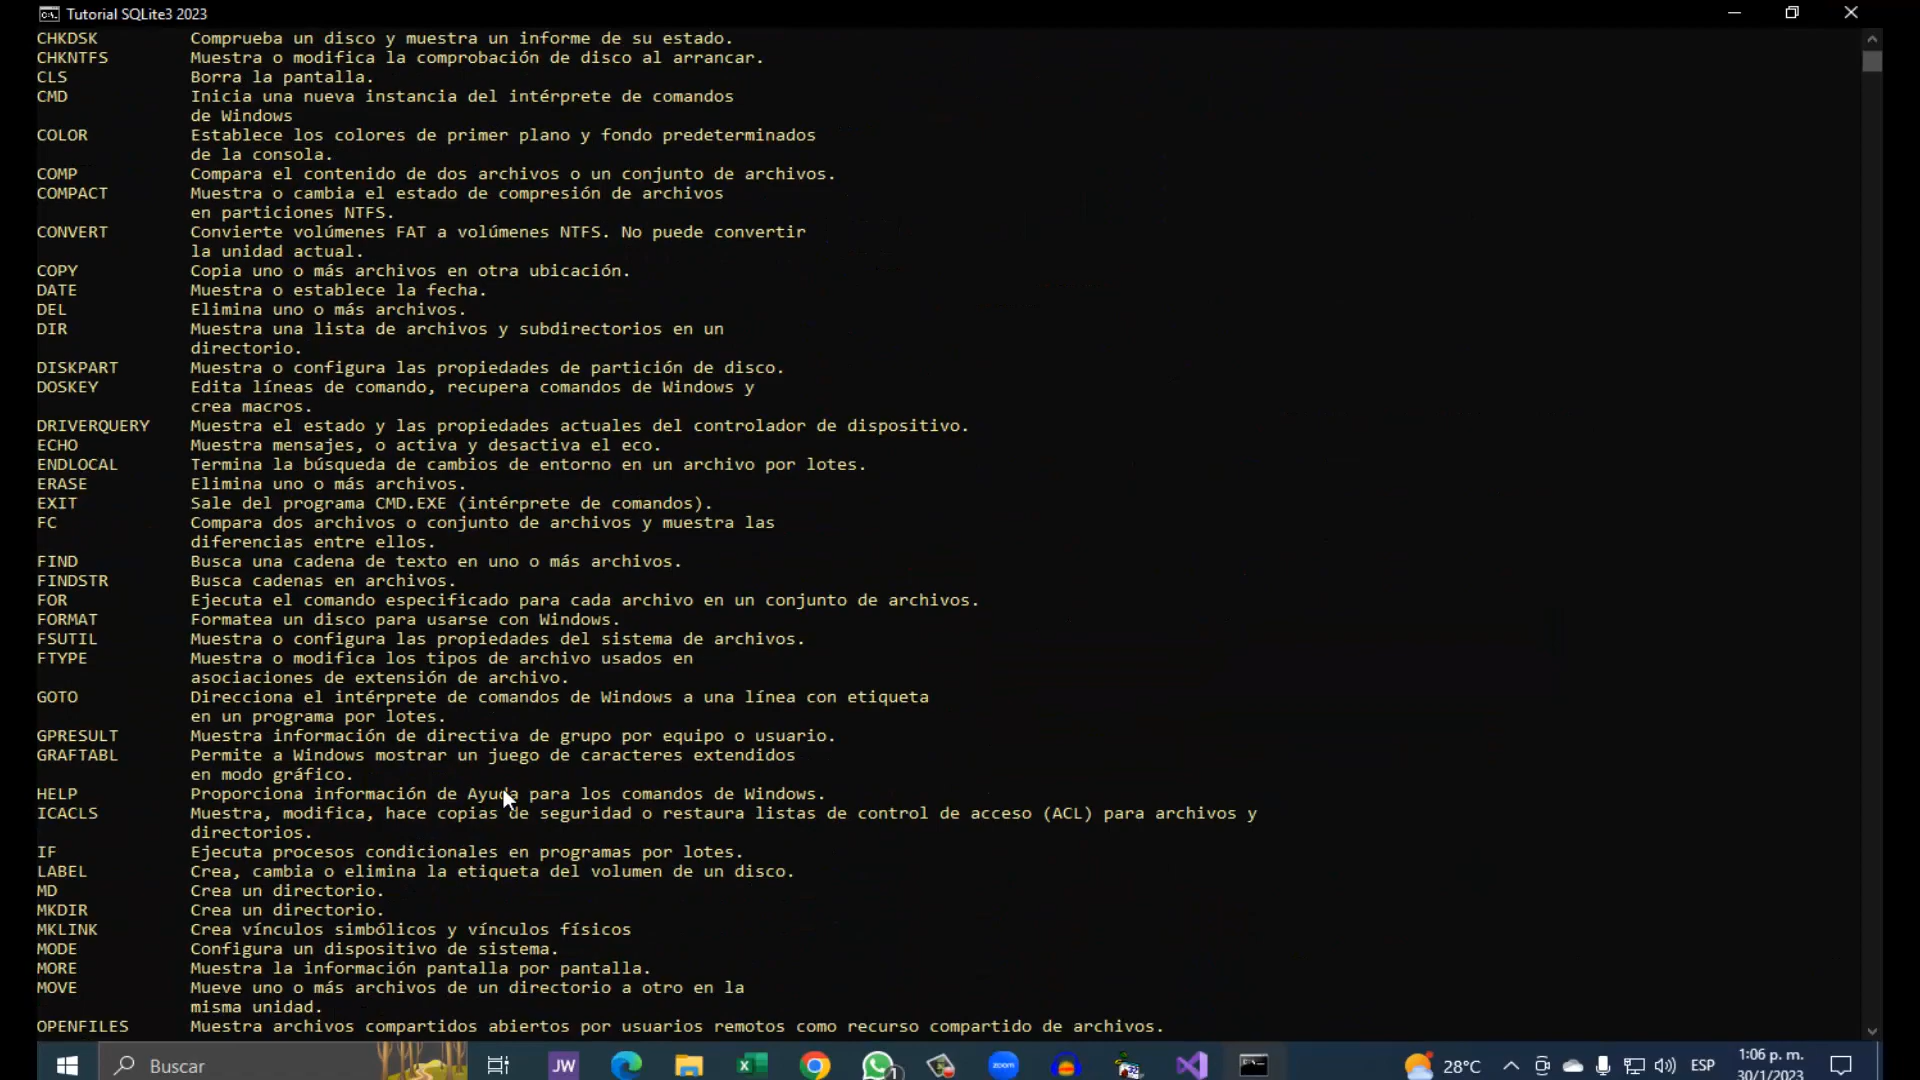 Tutorial SQLite3 2023
CHKDSK Comprueba un disco y muestra un informe de su estado.
CHKNTFS Muestra o modifica la comprobación de disco al arrancar.
CLS Borra la pantalla.
CMD Inicia una nueva instancia del intérprete de comandos
de Windows
COLOR Establece los colores de primer plano y fondo predeterminados
de la consola.
COMP Compara el contenido de dos archivos o un conjunto de archivos.
COMPACT Muestra o cambia el estado de compresión de archivos
en particiones NTFS.
CONVERT Convierte volúmenes FAT a volúmenes NTFS. No puede convertir
la unidad actual.
COPY Copia uno o más archivos en otra ubicación.
DATE Muestra o establece la fecha.
DEL Elimina uno o más archivos.
DIR Muestra una lista de archivos y subdirectorios en un
directorio.
DISKPART Muestra o configura las propiedades de partición de disco.
DOSKEY Edita líneas de comando, recupera comandos de Windows y
crea macros.
DRIVERQUERY Muestra el estado y las propiedades actuales del controlador de dispositivo.
ECHO Muestra mensajes, o activa y desactiva el eco.
ENDLOCAL Termina la búsqueda de cambios de entorno en un archivo por lotes.
ERASE Elimina uno o más archivos.
EXIT Sale del programa CMD.EXE (intérprete de comandos).
FC Compara dos archivos o conjunto de archivos y muestra las
diferencias entre ellos.
FIND Busca una cadena de texto en uno o más archivos.
FINDSTR Busca cadenas en archivos.
FOR Ejecuta el comando especificado para cada archivo en un conjunto de archivos.
FORMAT Formatea un disco para usarse con Windows.
FSUTIL Muestra o configura las propiedades del sistema de archivos.
FTYPE Muestra o modifica los tipos de archivo usados en
asociaciones de extensión de archivo.
GOTO Direcciona el intérprete de comandos de Windows a una línea con etiqueta
en un programa por lotes.
GPRESULT Muestra información de directiva de grupo por equipo o usuario.
GRAFTABL Permite a Windows mostrar un juego de caracteres extendidos
en modo gráfico.
HELP Proporciona información de Ayuda para los comandos de Windows.
ICACLS Muestra, modifica, hace copias de seguridad o restaura listas de control de acceso (ACL) para archivos y
directorios.
IF Ejecuta procesos condicionales en programas por lotes.
LABEL Crea, cambia o elimina la etiqueta del volumen de un disco.
MD Crea un directorio.
MKDIR Crea un directorio.
MKLINK Crea vínculos simbólicos y vínculos físicos
MODE Configura un dispositivo de sistema.
MORE Muestra la información pantalla por pantalla.
MOVE Mueve uno o más archivos de un directorio a otro en la
misma unidad.
OPENFILES Muestra archivos compartidos abiertos por usuarios remotos como recurso compartido de archivos.
Buscar JW zoom 1 28°C ESP 1:06 p. m.
30/1/2023